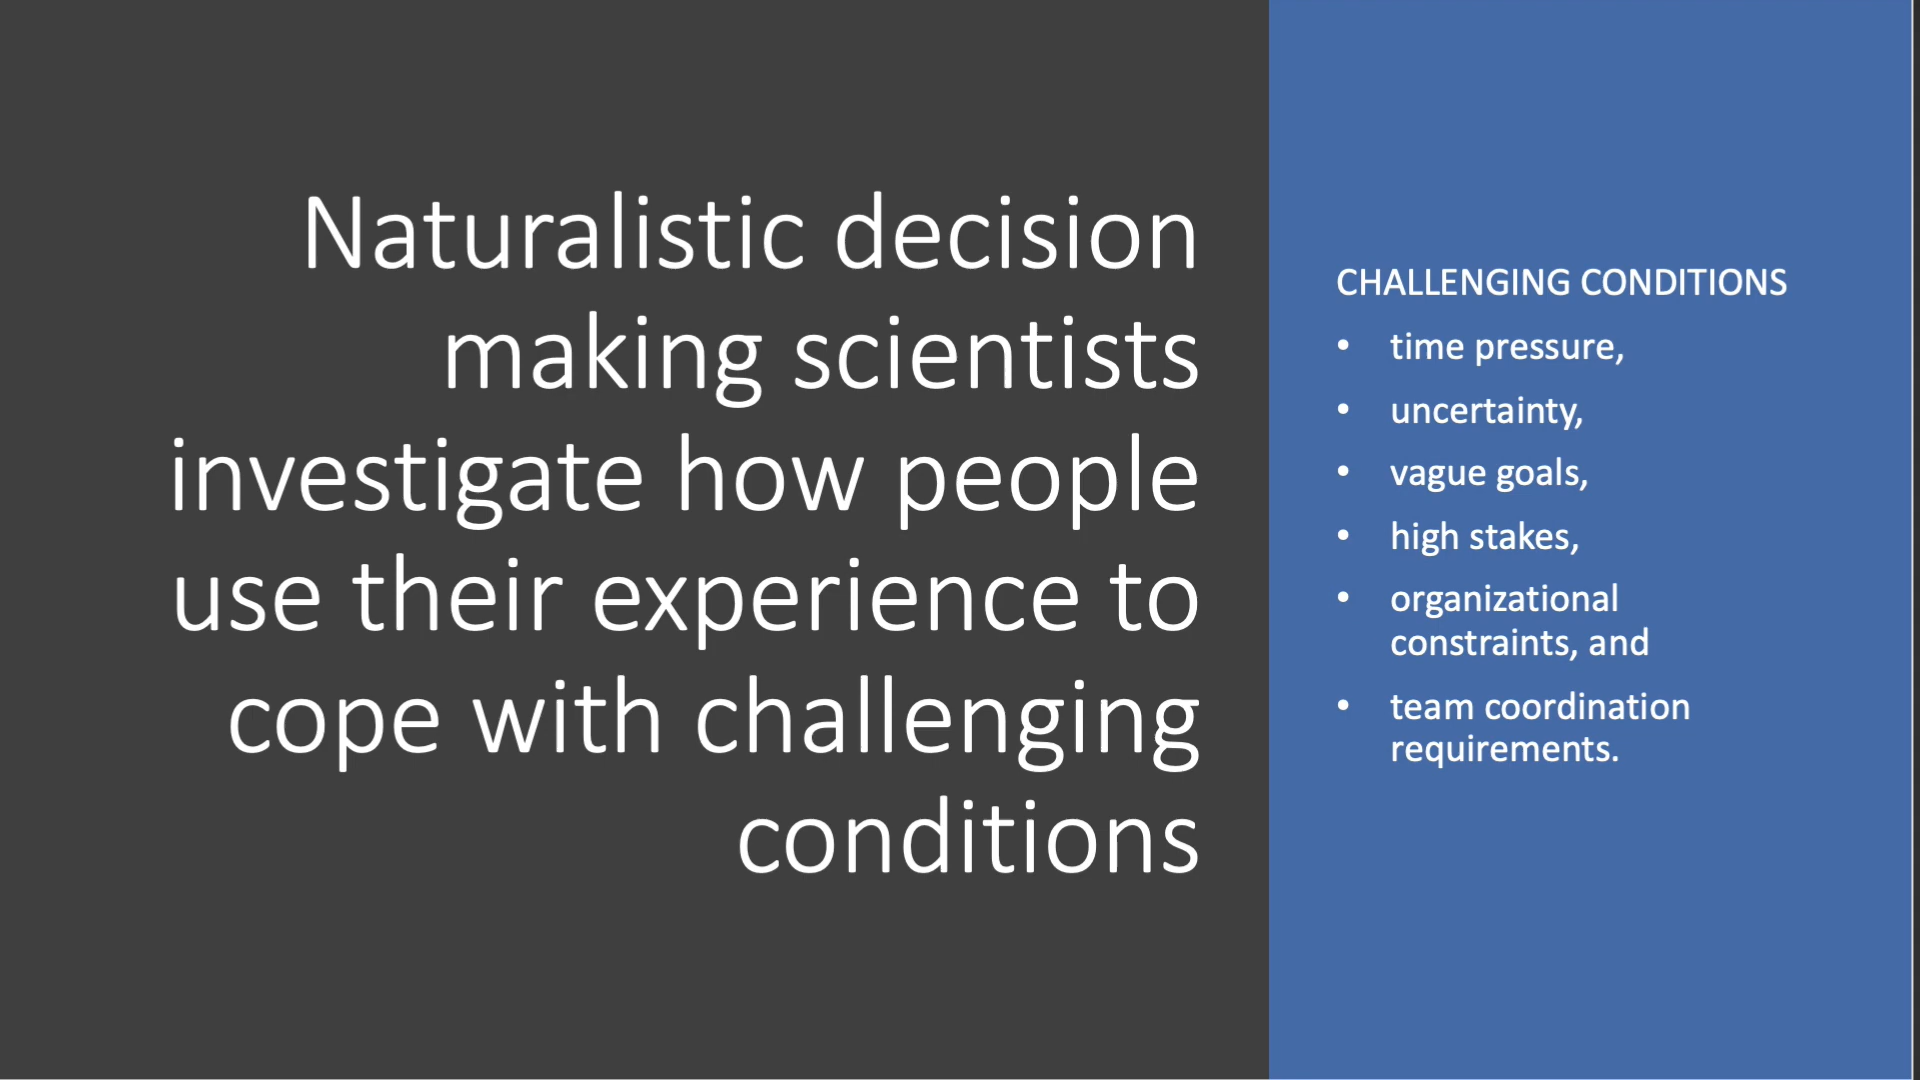 Naturalistic decision
making scientists
investigate how people
use their experience to
cope with challenging
conditions
CHALLENGING CONDITIONS
• time pressure,
• uncertainty,
• vague goals,
• high stakes,
• organizational
constraints, and
• team coordination
requirements.